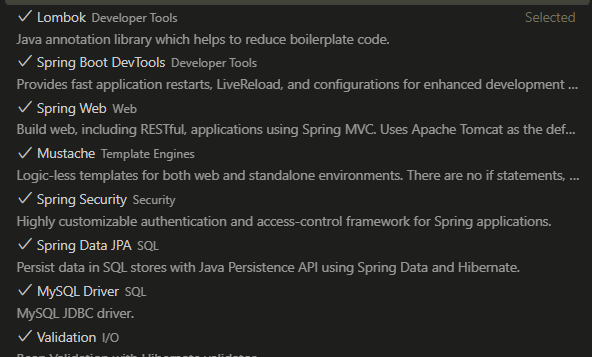 Lombok Developer Tools Selected
Java annotation library which helps to reduce boilerplate code.
Spring Boot DevTools Developer Tools
Provides fast application restarts, LiveReload, and configurations for enhanced development ...
Spring Web Web
Build web, including RESTful, applications using Spring MVC. Uses Apache Tomcat as the def...
Mustache Template Engines
Logic-less templates for both web and standalone environments. There are no if statements, ...
Spring Security Security
Highly customizable authentication and access-control framework for Spring applications.
Spring Data JPA SQL
Persist data in SQL stores with Java Persistence API using Spring Data and Hibernate.
MySQL Driver SQL
MySQL JDBC driver.
Validation I/O
Bean Validation with Hibernate validator.